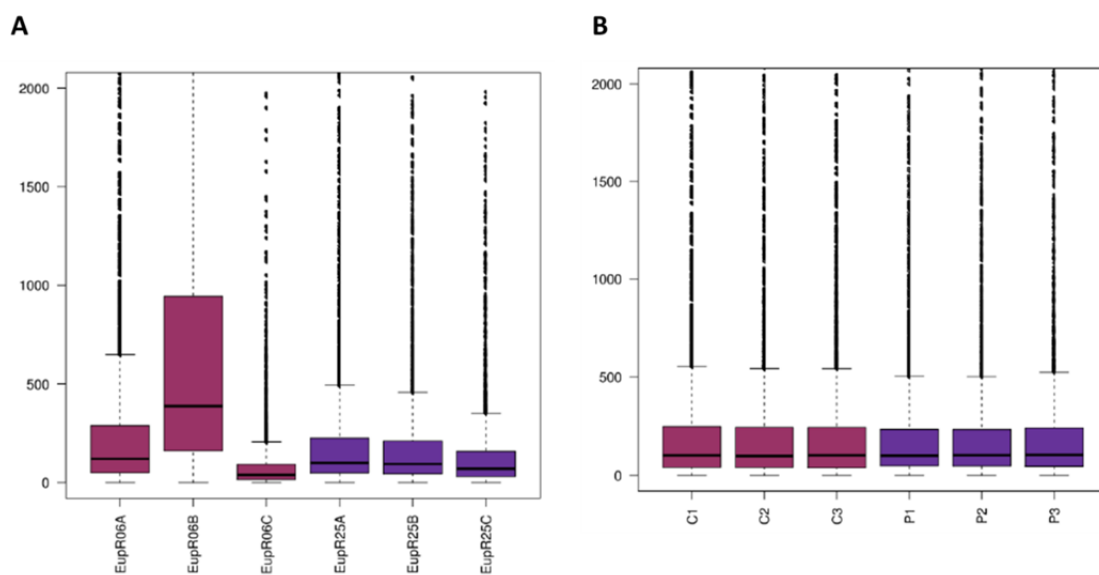 A
B
2000
1500
1000
500
0
EupR06A
EupR06B
EupR06C
EupR25A
EupR25B
EupR25C
2000
1500
1000
500
0
C1
C2
C3
P1
P2
P3